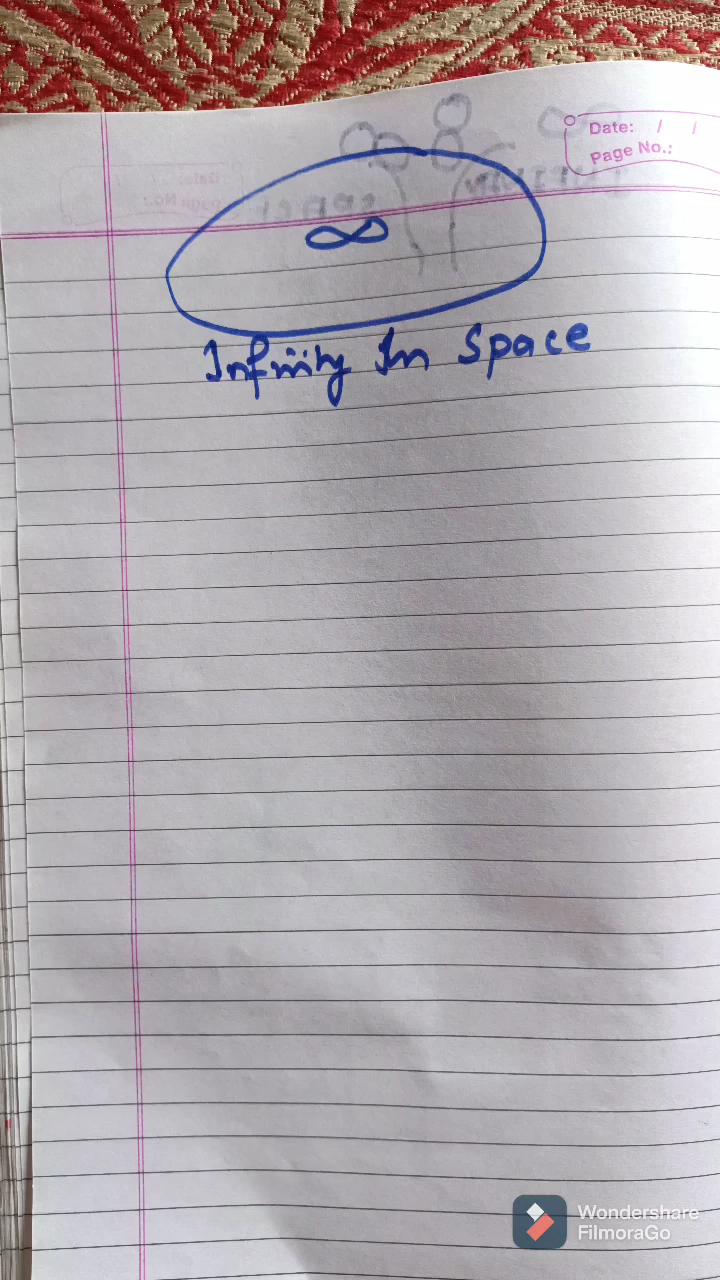 Date: / /
Page No.:
∞
Infinity In Space
Wondershare
FilmoraGo